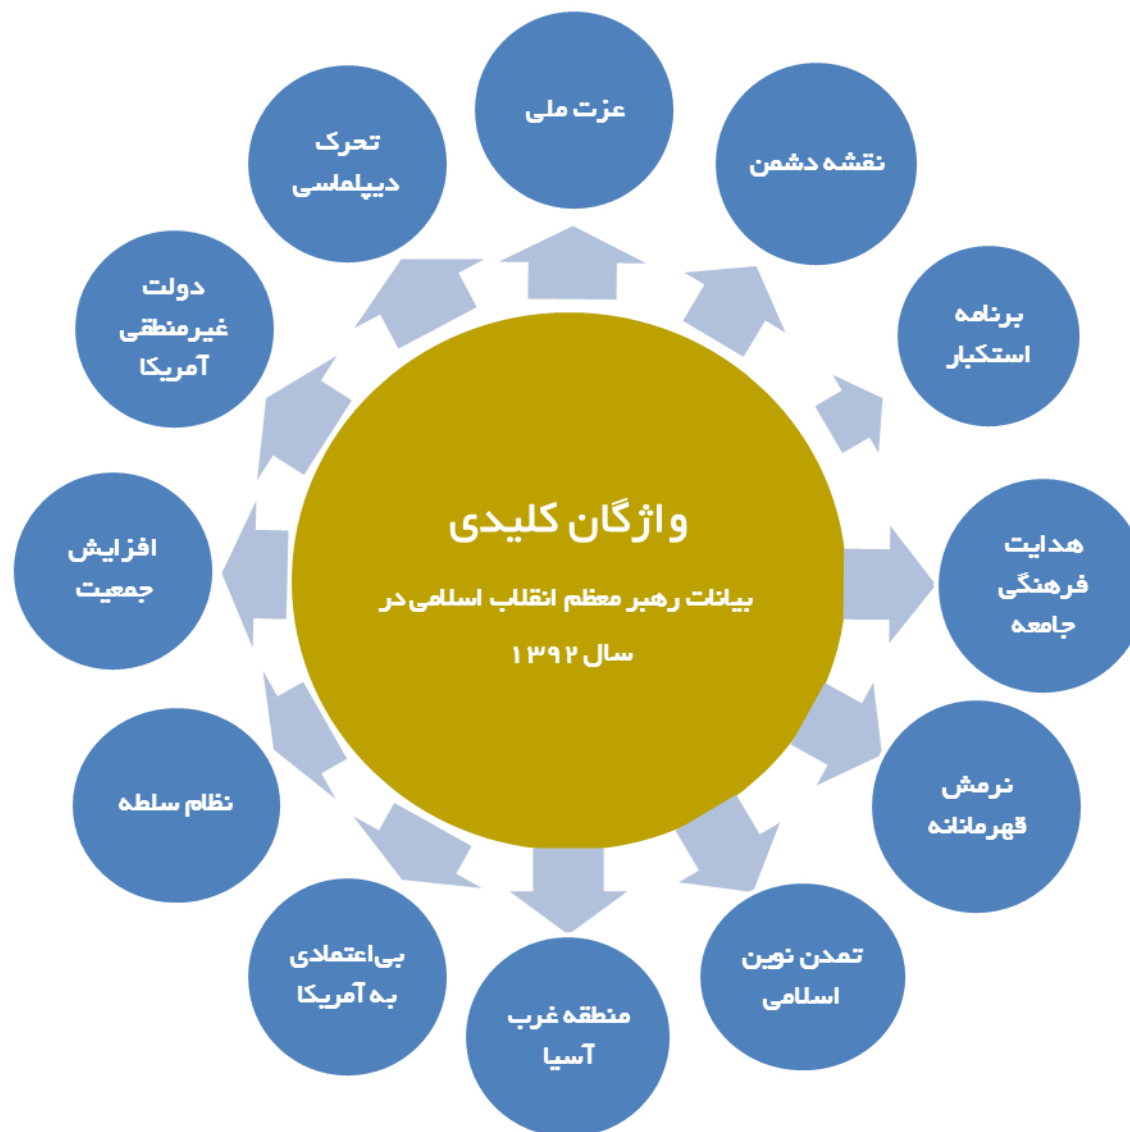 عزت ملی
نقشه دشمن
برنامه
استکبار
هدایت
فرهنگی
جامعه
نرمش
قهرمانانه
تمدن نوین
اسلامی
منطقه غرب
آسیا
بی‌اعتمادی
به آمریکا
نظام سلطه
افزایش
جمعیت
دولت
غیرمنطقی
آمریکا
تحرک
دیپلماسی
واژگان کلیدی
بیانات رهبر معظم انقلاب اسلامی در
سال ۱۳۹۲